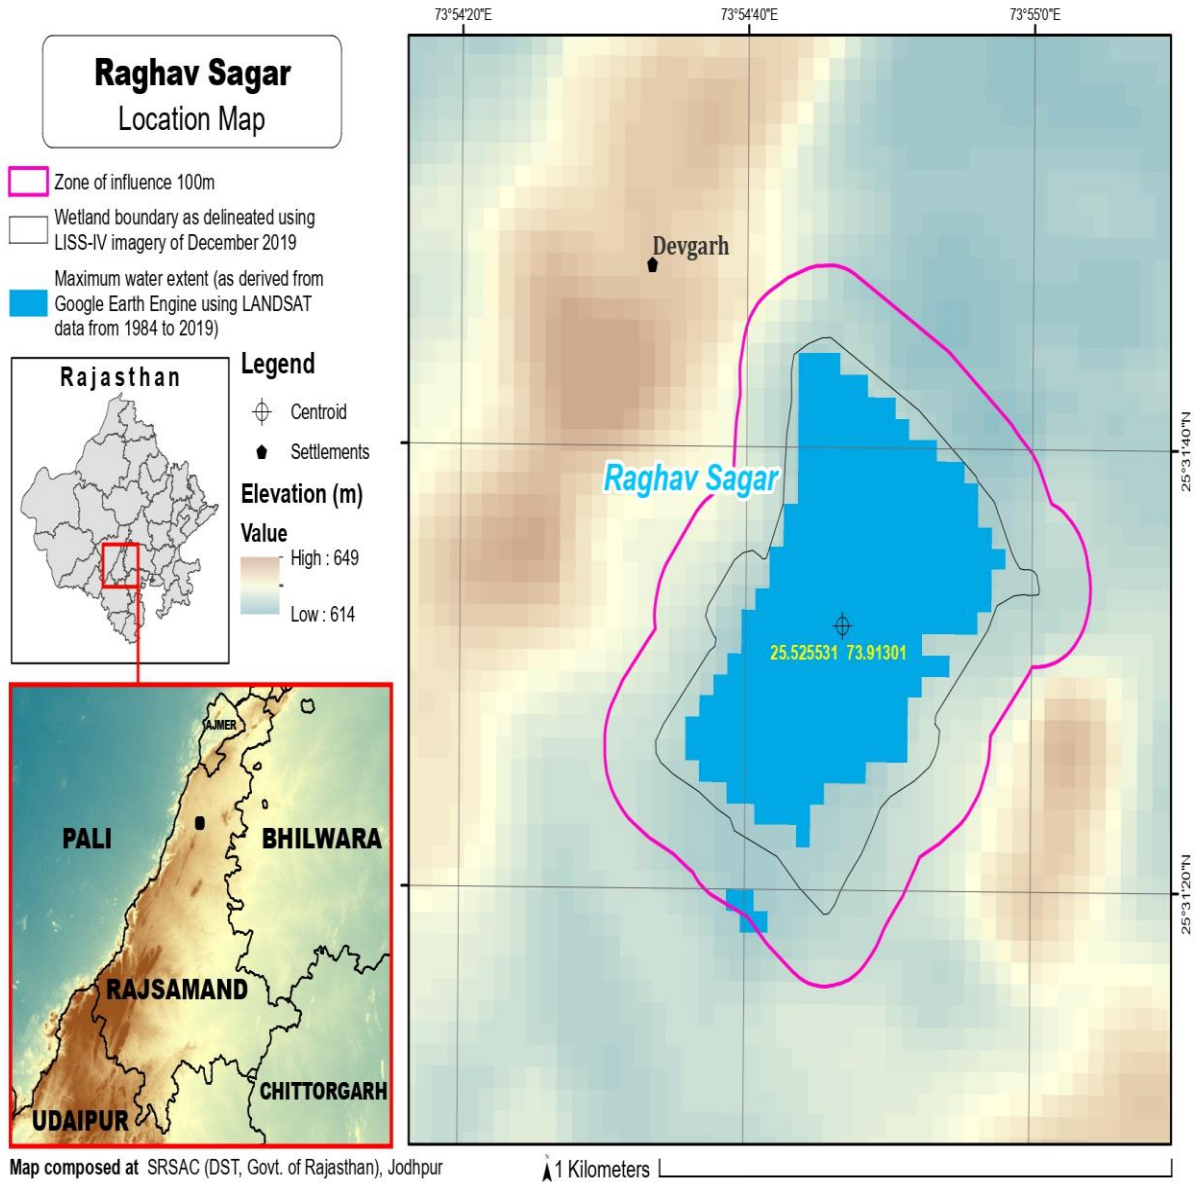 73°54'20"E
73°54'40"E
73°55'0"E
Raghav Sagar
Location Map
Zone of influence 100m
Wetland boundary as delineated using
LISS-IV imagery of December 2019
Maximum water extent (as derived from
Google Earth Engine using LANDSAT
data from 1984 to 2019)
Rajasthan
Legend
Centroid
Settlements
Elevation (m)
Value
High : 649
Low : 614
Devgarh
Raghav Sagar
25.525531 73.91301
25°31'40"N
25°31'20"N
AJMER
PALI
BHILWARA
RAJSAMAND
CHITTORGARH
UDAIPUR
Map composed at SRSAC (DST, Govt. of Rajasthan), Jodhpur
N
1 Kilometers